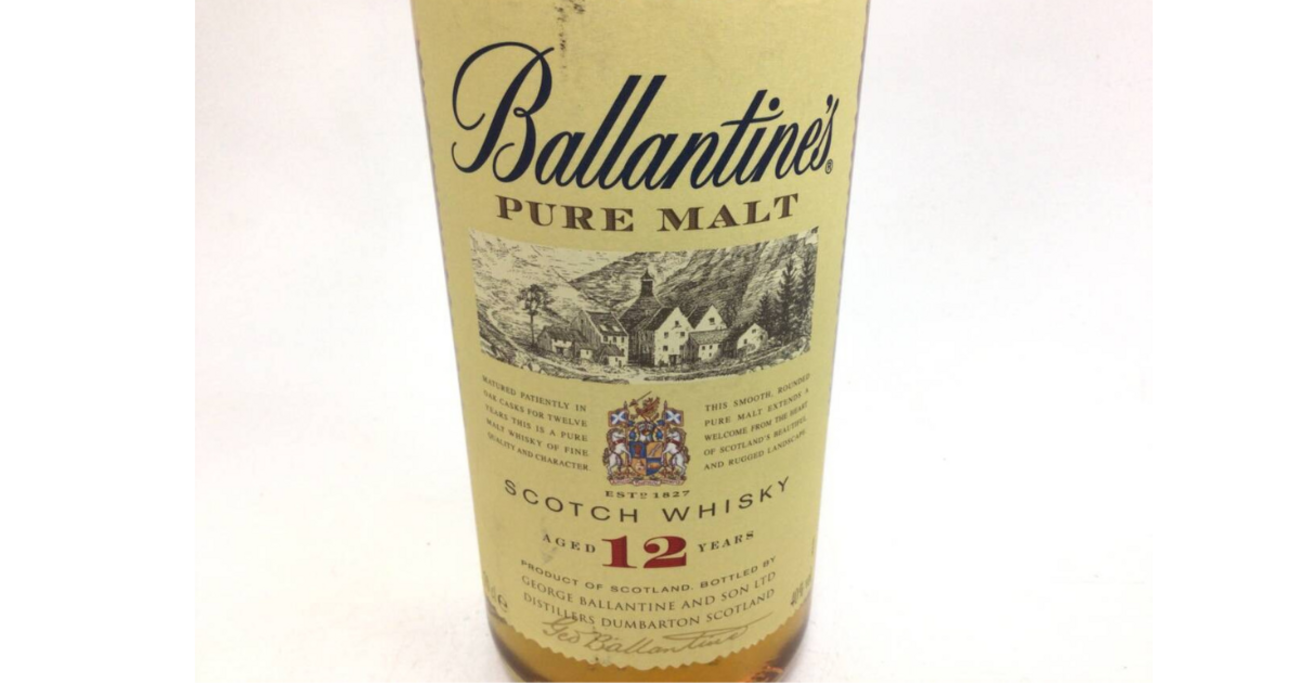 Ballantine's®
PURE MALT
MATURED PATIENTLY IN
OAK CASKS FOR TWELVE
YEARS THIS IS A PURE
MALT WHISKY OF FINE
QUALITY AND CHARACTER.
THIS SMOOTH, ROUNDED
PURE MALT EXTENDS A
WELCOME FROM THE HEART
OF SCOTLAND'S BEAUTIFUL
AND RUGGED LANDSCAPE.
ESTD 1827
SCOTCH WHISKY
AGED 12 YEARS
PRODUCT OF SCOTLAND. BOTTLED BY
GEORGE BALLANTINE AND SON LTD
DISTILLERS DUMBARTON SCOTLAND
Geo Ballantine